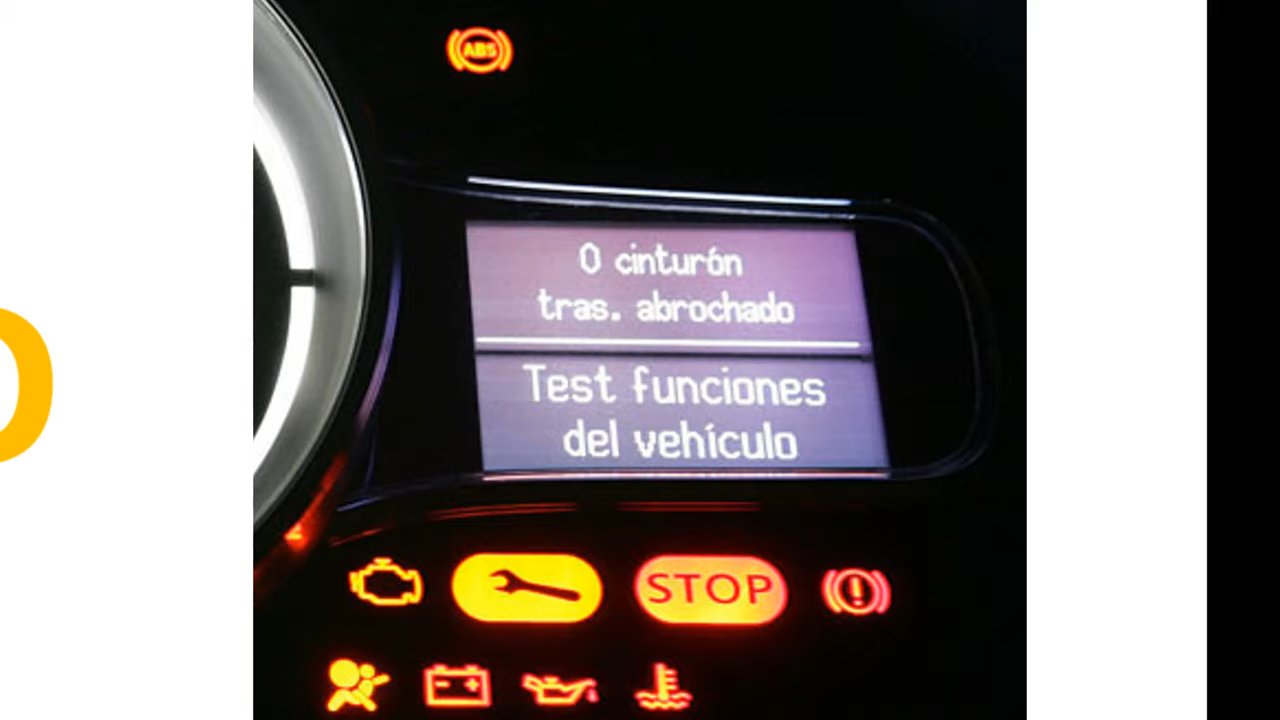 ABS
0 cinturón
tras. abrochado
Test funciones
del vehículo
STOP